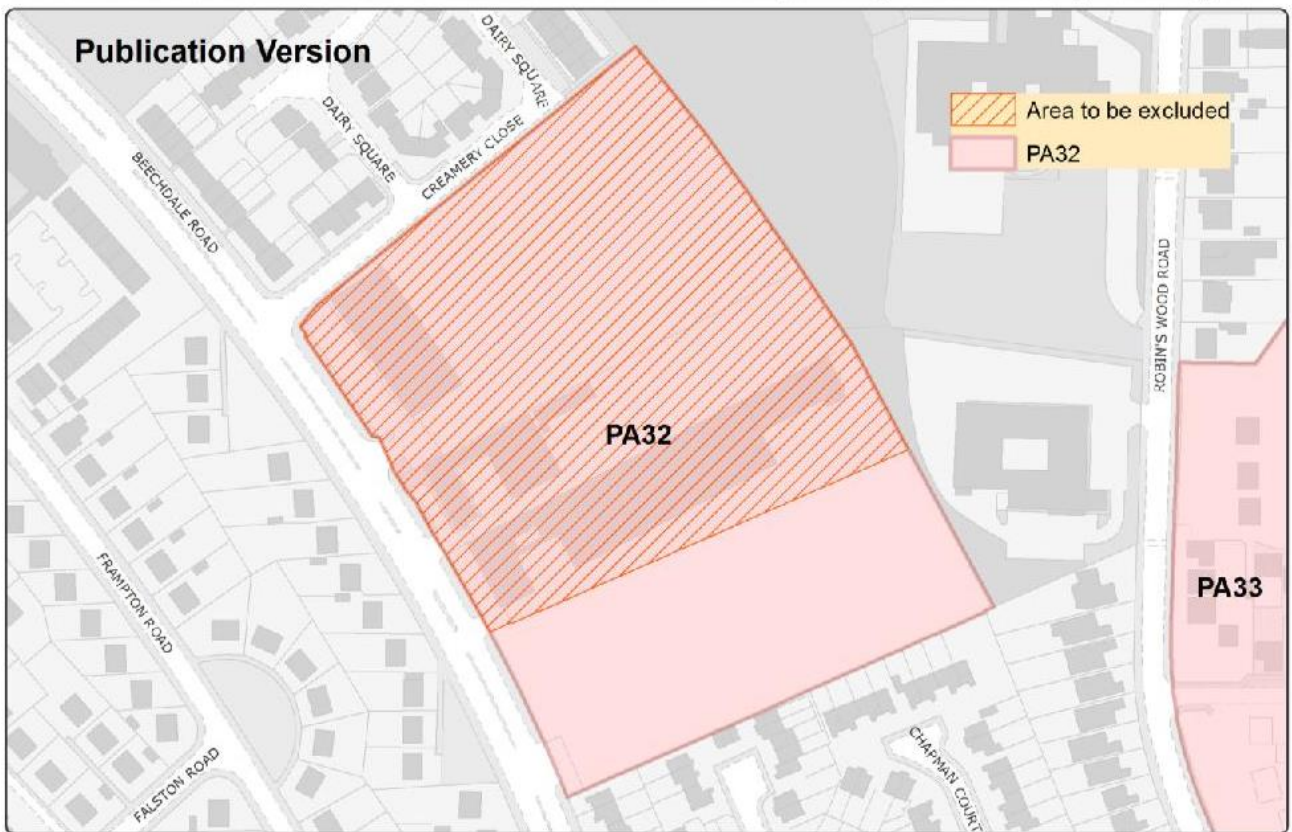 Publication Version
DAIRY SQUARE
DAIRY SQUARE
CREAMERY CLOSE
BEECHDALE ROAD
Area to be excluded
PA32
ROBIN'S WOOD ROAD
PA32
FRAMPTON ROAD
PA33
CHAPMAN COURT
FALSTON ROAD